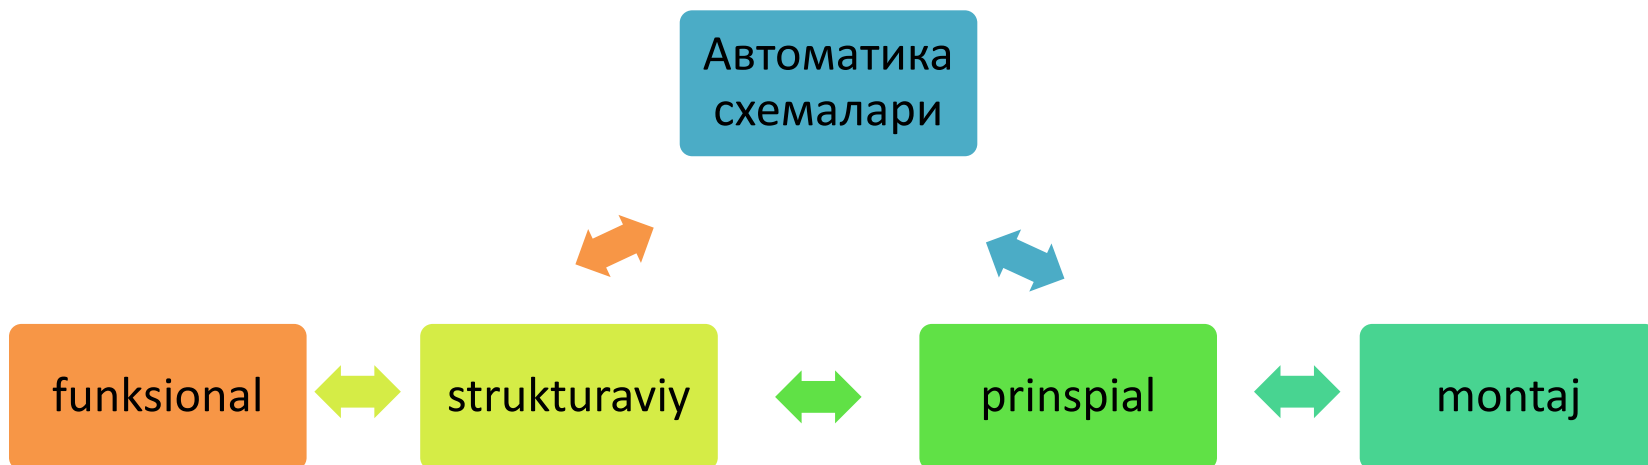 Автоматика
схемалари
funksional
strukturaviy
prinspial
montaj